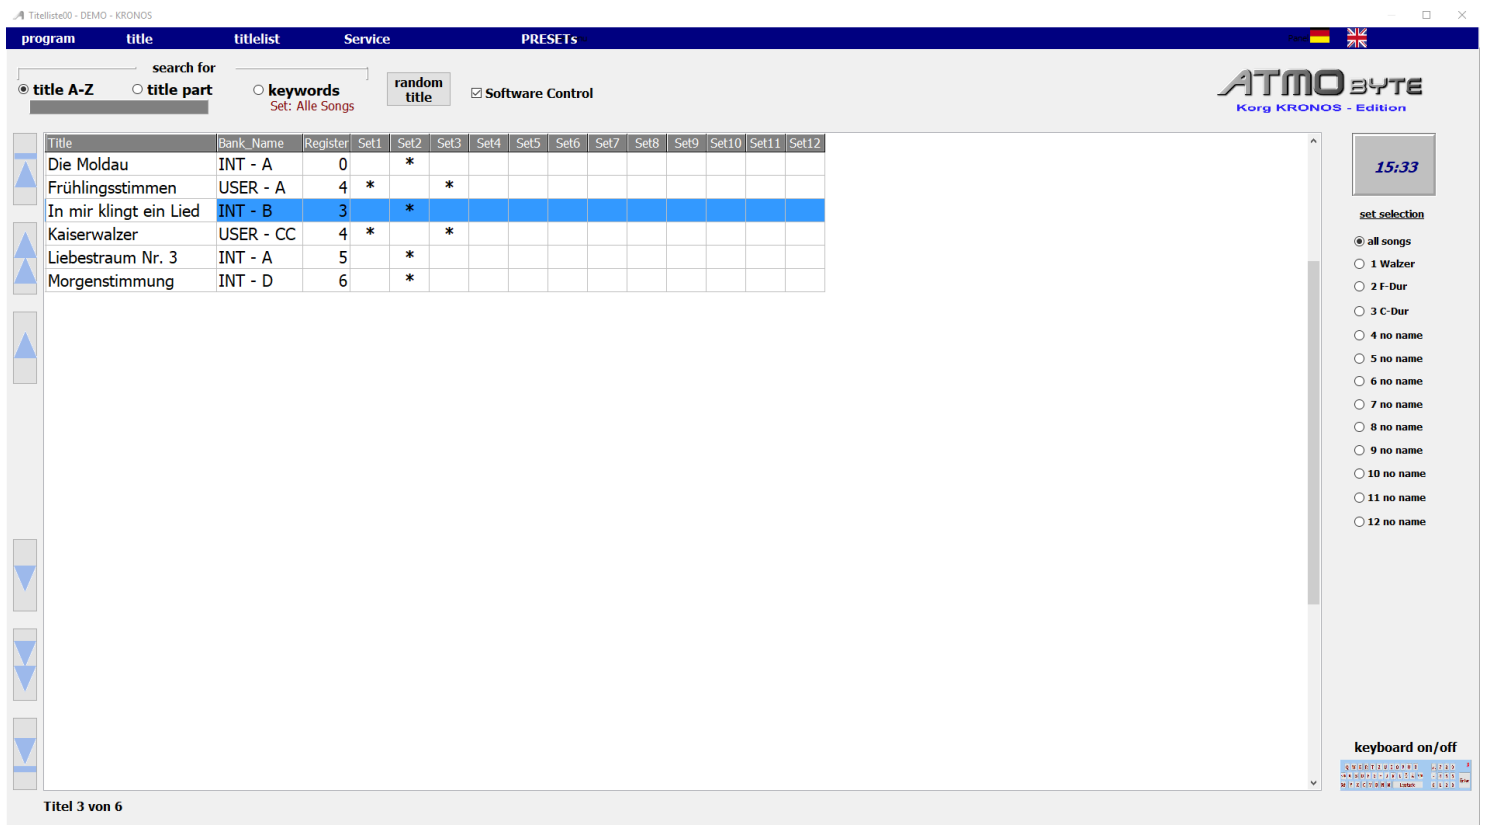 Titelliste00 - DEMO - KRONOS
program title titlelist Service PRESETs
search for
title A-Z title part keywords
Set: Alle Songs
random
title
Software Control
ATMO BYTE
Korg KRONOS - Edition
Title Bank_Name Register Set1 Set2 Set3 Set4 Set5 Set6 Set7 Set8 Set9 Set10 Set11 Set12
Die Moldau INT - A 0 *
Frühlingsstimmen USER - A 4 * *
In mir klingt ein Lied INT - B 3 *
Kaiserwalzer USER - CC 4 * *
Liebestraum Nr. 3 INT - A 5 *
Morgenstimmung INT - D 6 *
15:33
set selection
all songs
1 Walzer
2 F-Dur
3 C-Dur
4 no name
5 no name
6 no name
7 no name
8 no name
9 no name
10 no name
11 no name
12 no name
keyboard on/off
Titel 3 von 6